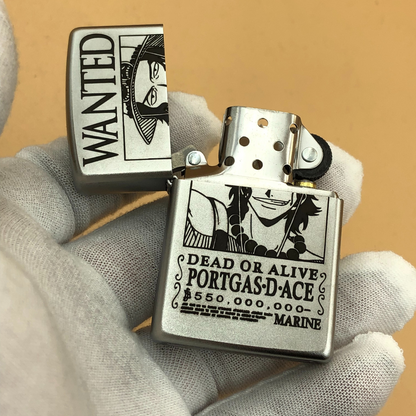 WANTED
DEAD OR ALIVE
PORTGAS•D•ACE
฿550,000,000-
MARINE